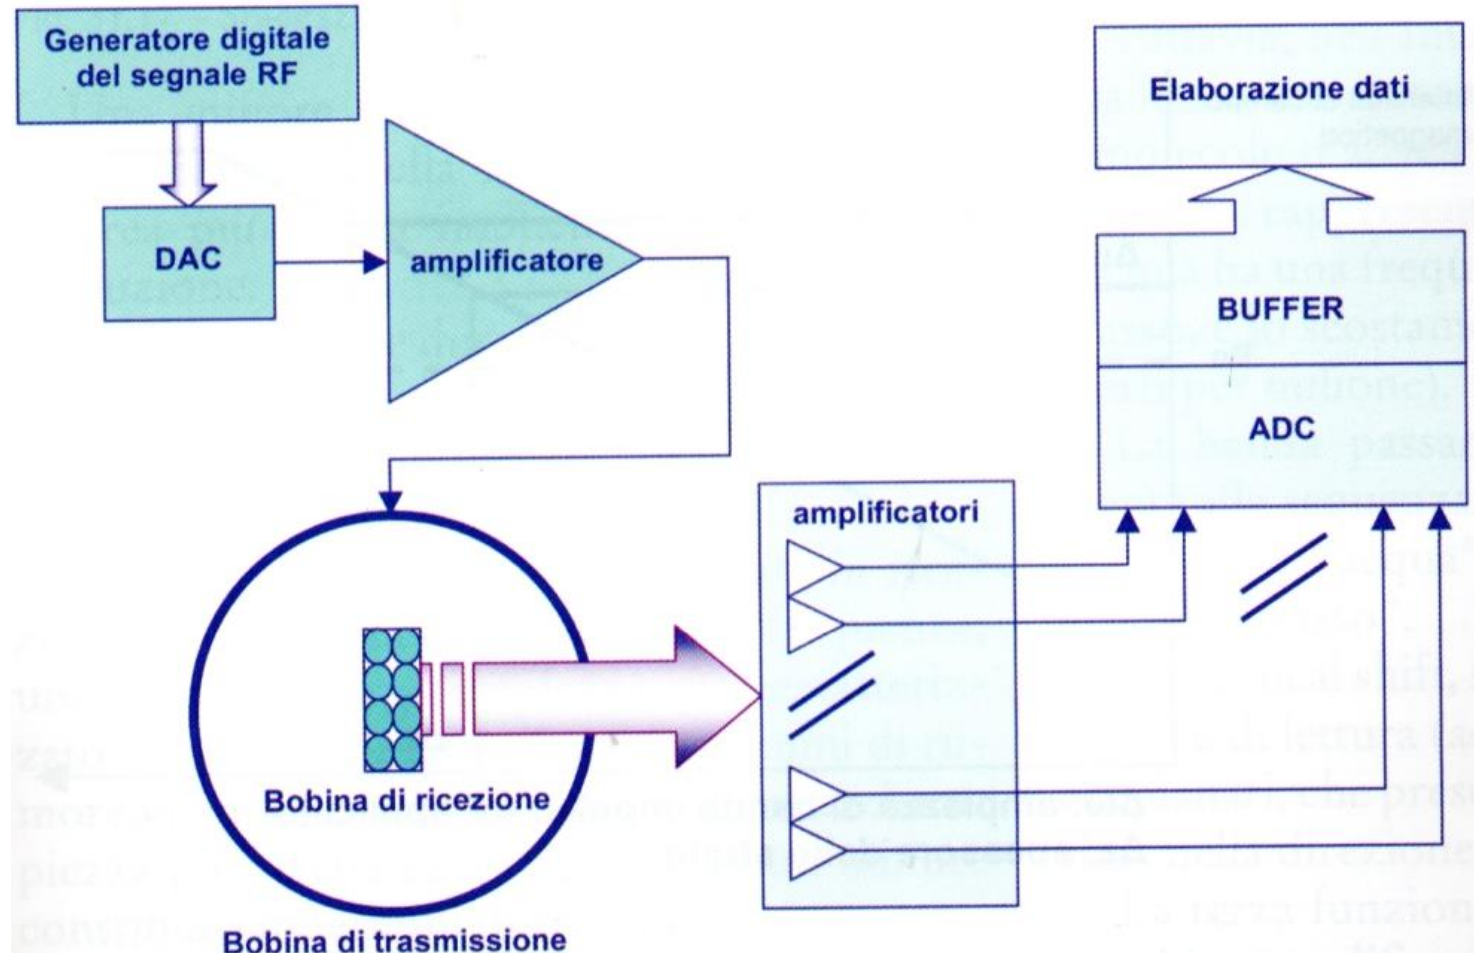 Generatore digitale
del segnale RF
DAC
amplificatore
Elaborazione dati
BUFFER
ADC
amplificatori
Bobina di ricezione
Bobina di trasmissione